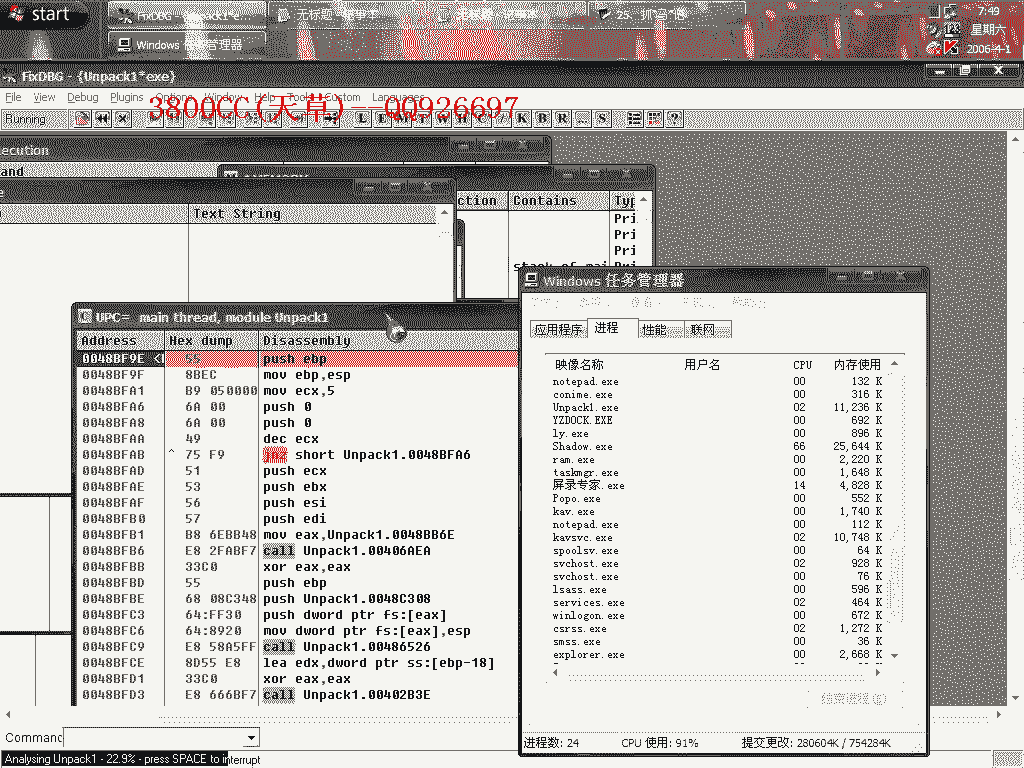 start
FixDBG - Unpack1*e
7:49
星期六
2006-4-1
Windows
管理器
FixDBG - {Unpack1*exe}
File View Debug Plugins Options Window Help Tools Custom Languages
3800CC(天草)--QQ926697
Running
L E M T W H C K B R ... S ?
ecution
and
Text String
ction Contains Typ
Pri
Pri
Pri
stack of mai Pri
UPC= main thread, module Unpack1
Address Hex dump Disassembly
0048BF9E 55 push ebp
0048BF9F 8BEC mov ebp,esp
0048BFA1 B9 050000 mov ecx,5
0048BFA6 6A 00 push 0
0048BFA8 6A 00 push 0
0048BFAA 49 dec ecx
0048BFAB ^ 75 F9 jnz short Unpack1.0048BFA6
0048BFAD 51 push ecx
0048BFAE 53 push ebx
0048BFAF 56 push esi
0048BFB0 57 push edi
0048BFB1 B8 6EBB48 mov eax,Unpack1.0048BB6E
0048BFB6 E8 2FABF7 call Unpack1.00406AEA
0048BFBB 33C0 xor eax,eax
0048BFBD 55 push ebp
0048BFBE 68 08C348 push Unpack1.0048C308
0048BFC3 64:FF30 push dword ptr fs:[eax]
0048BFC6 64:8920 mov dword ptr fs:[eax],esp
0048BFC9 E8 58A5FF call Unpack1.00486526
0048BFCE 8D55 E8 lea edx,dword ptr ss:[ebp-18]
0048BFD1 33C0 xor eax,eax
0048BFD3 E8 666BF7 call Unpack1.00402B3E
Windows 任务管理器
应用程序 进程 性能 联网
映像名称 用户名 CPU 内存使用
notepad.exe 00 132 K
conime.exe 00 316 K
Unpack1.exe 02 11,236 K
YZDOCK.EXE 00 692 K
ly.exe 00 896 K
Shadow.exe 66 25,644 K
ram.exe 00 2,220 K
taskmgr.exe 00 1,648 K
屏录专家.exe 14 4,828 K
Popo.exe 00 552 K
kav.exe 00 1,740 K
notepad.exe 00 112 K
kavsvc.exe 02 10,748 K
spoolsv.exe 00 64 K
svchost.exe 02 928 K
svchost.exe 00 76 K
lsass.exe 00 596 K
services.exe 02 464 K
winlogon.exe 00 672 K
csrss.exe 02 1,272 K
smss.exe 00 36 K
explorer.exe 00 2,668 K
结束进程(E)
进程数: 24 CPU 使用: 91% 提交更改: 280604K / 754284K
Command
Analysing Unpack1 - 22.9% - press SPACE to interrupt